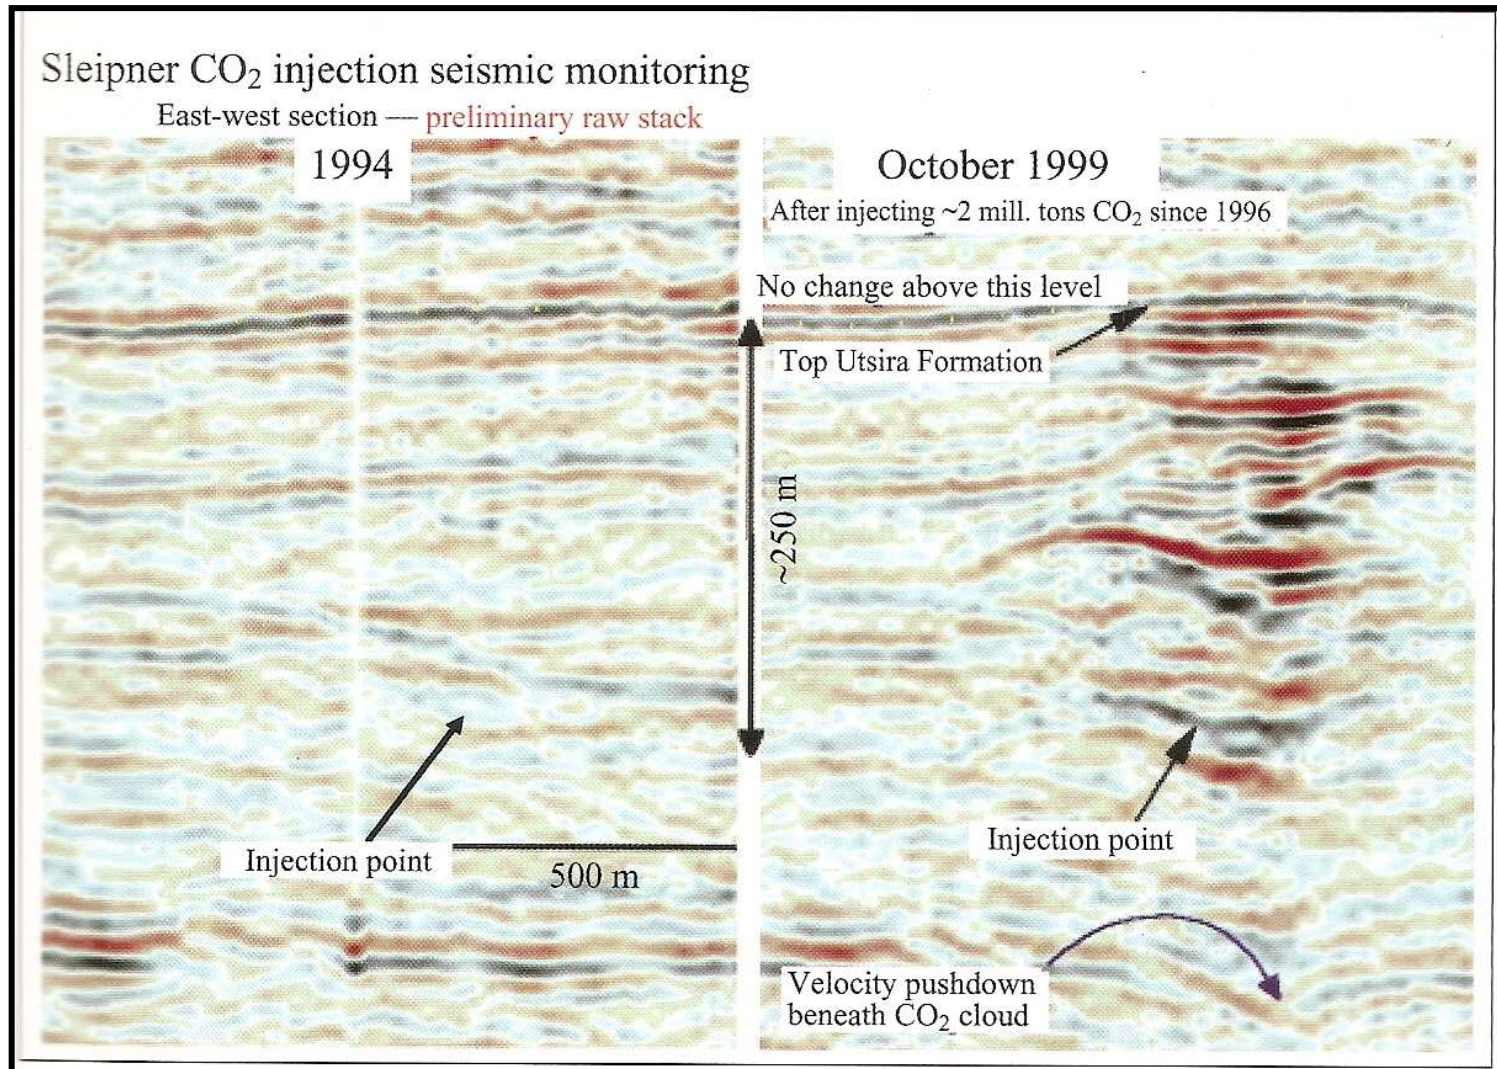 Sleipner CO₂ injection seismic monitoring
East-west section — preliminary raw stack
1994
October 1999
After injecting ~2 mill. tons CO₂ since 1996
No change above this level
Top Utsira Formation
~250 m
Injection point
500 m
Injection point
Velocity pushdown
beneath CO₂ cloud